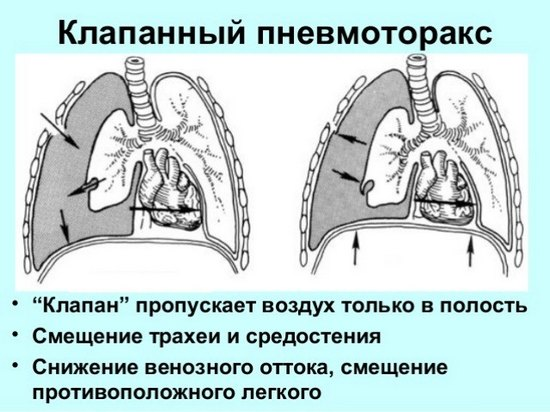 Клапанный пневмоторакс
• “Клапан” пропускает воздух только в полость
• Смещение трахеи и средостения
• Снижение венозного оттока, смещение
противоположного легкого